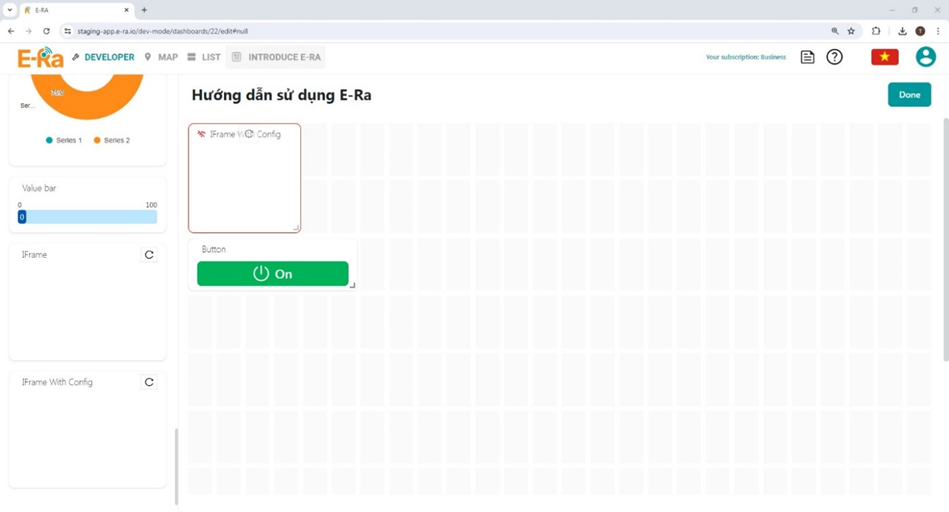 E-RA
staging-app.e-ra.io/dev-mode/dashboards/22/edit#null
E-Ra
DEVELOPER
MAP
LIST
INTRODUCE E-RA
Your subscription: Business
Ser...
Series 1
Series 2
Hướng dẫn sử dụng E-Ra
Done
IFrame With Config
Value bar
0
100
0
Button
On
IFrame
IFrame With Config